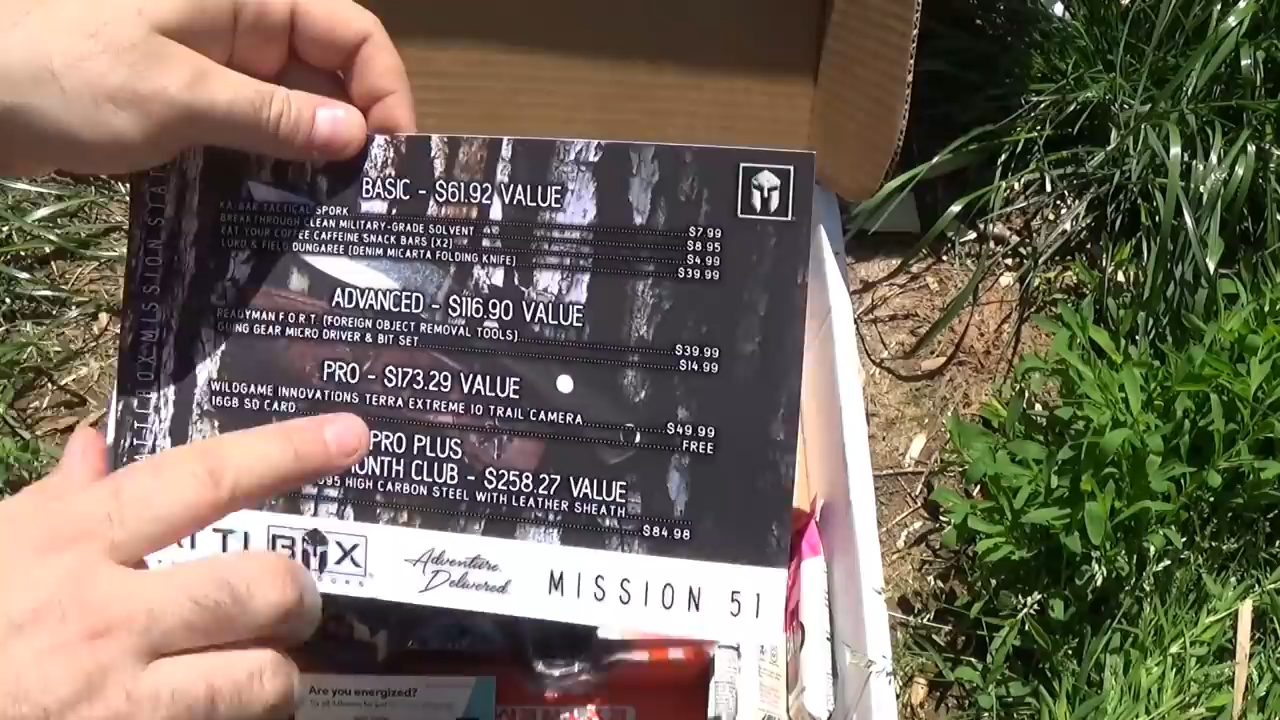 BASIC - $61.92 VALUE
KA-BAR TACTICAL SPORK $7.99
BREAKTHROUGH CLEAN MILITARY-GRADE SOLVENT $8.95
EAT YOUR COFFEE CAFFEINE SNACK BARS (X2) $4.99
& FIELD DUNGAREE (DENIM MICARTA FOLDING KNIFE) $39.99
ADVANCED - $116.90 VALUE
READYMAN F.O.R.T. (FOREIGN OBJECT REMOVAL TOOLS) $39.99
GOING GEAR MICRO DRIVER & BIT SET $14.99
PRO - $173.29 VALUE
WILDGAME INNOVATIONS TERRA EXTREME 10 TRAIL CAMERA $49.99
16GB SD CARD FREE
PRO PLUS
MONTH CLUB - $258.27 VALUE
HIGH CARBON STEEL WITH LEATHER SHEATH $84.98
Adventure. Delivered.
MISSION 51
Are you energized?